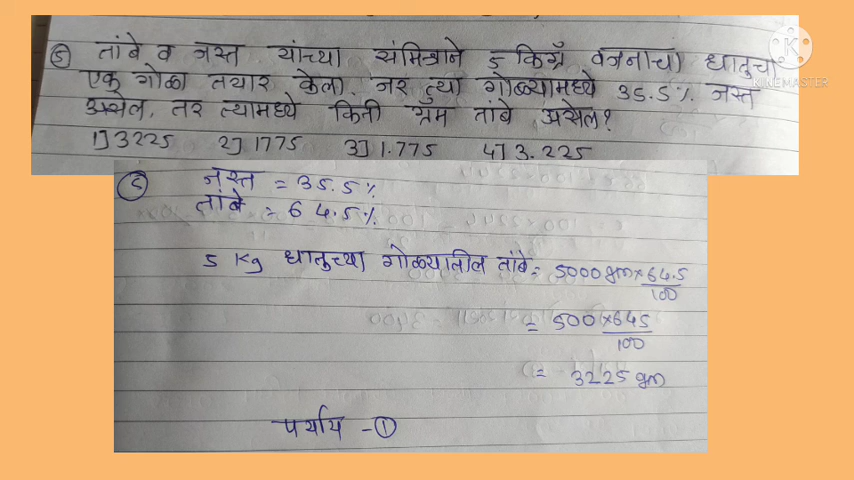 ⑤ तांबे व जस्त यांच्या संमिश्राने 5 किग्रॅ वजनाचा धातुचा
एक गोळा तयार केला. जर त्या गोळ्यामध्ये 35.5% जस्त
असेल, तर त्यामध्ये किती ग्रम तांबे असेल?
1] 3225 2] 1775 3] 1.775 4] 3.225
KINEMASTER
⑤ जस्त = 35.5%
तांबे = 64.5%
5 Kg धातुच्या गोळ्यातील तांबे = 5000 gm × 64.5
100
= 500 × 645
100
= 3225 gm
पर्याय - ①